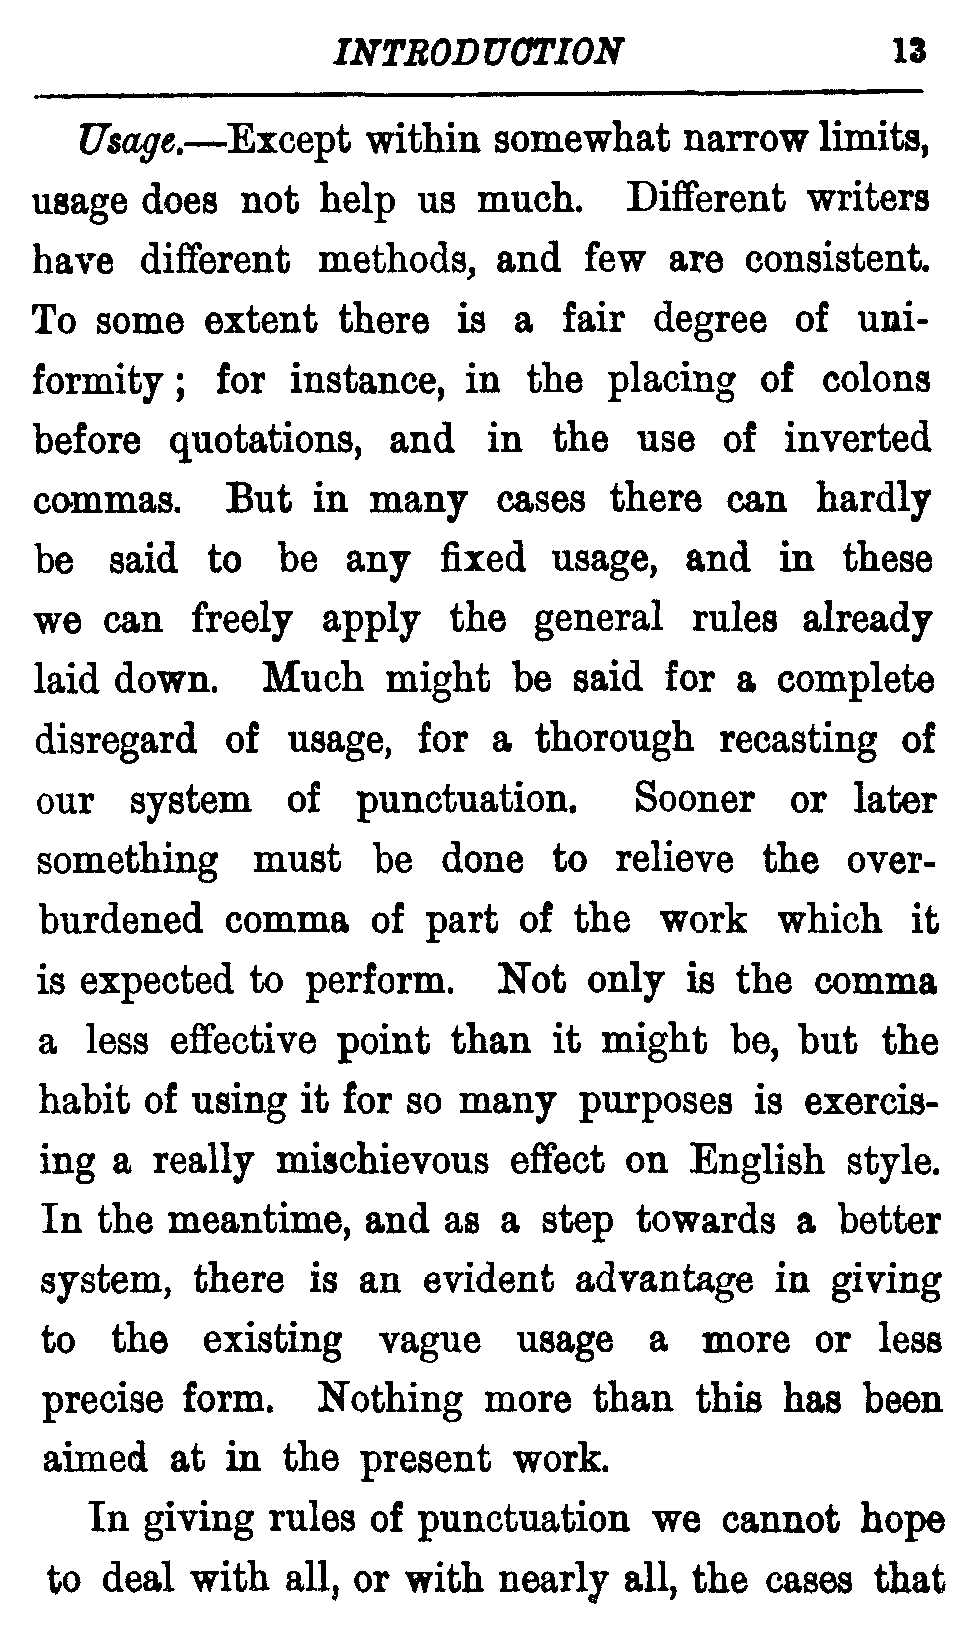 INTRODUCTION 13
Usage.—Except within somewhat narrow limits,
usage does not help us much. Different writers
have different methods, and few are consistent.
To some extent there is a fair degree of uni-
formity; for instance, in the placing of colons
before quotations, and in the use of inverted
commas. But in many cases there can hardly
be said to be any fixed usage, and in these
we can freely apply the general rules already
laid down. Much might be said for a complete
disregard of usage, for a thorough recasting of
our system of punctuation. Sooner or later
something must be done to relieve the over-
burdened comma of part of the work which it
is expected to perform. Not only is the comma
a less effective point than it might be, but the
habit of using it for so many purposes is exercis-
ing a really mischievous effect on English style.
In the meantime, and as a step towards a better
system, there is an evident advantage in giving
to the existing vague usage a more or less
precise form. Nothing more than this has been
aimed at in the present work.
In giving rules of punctuation we cannot hope
to deal with all, or with nearly all, the cases that